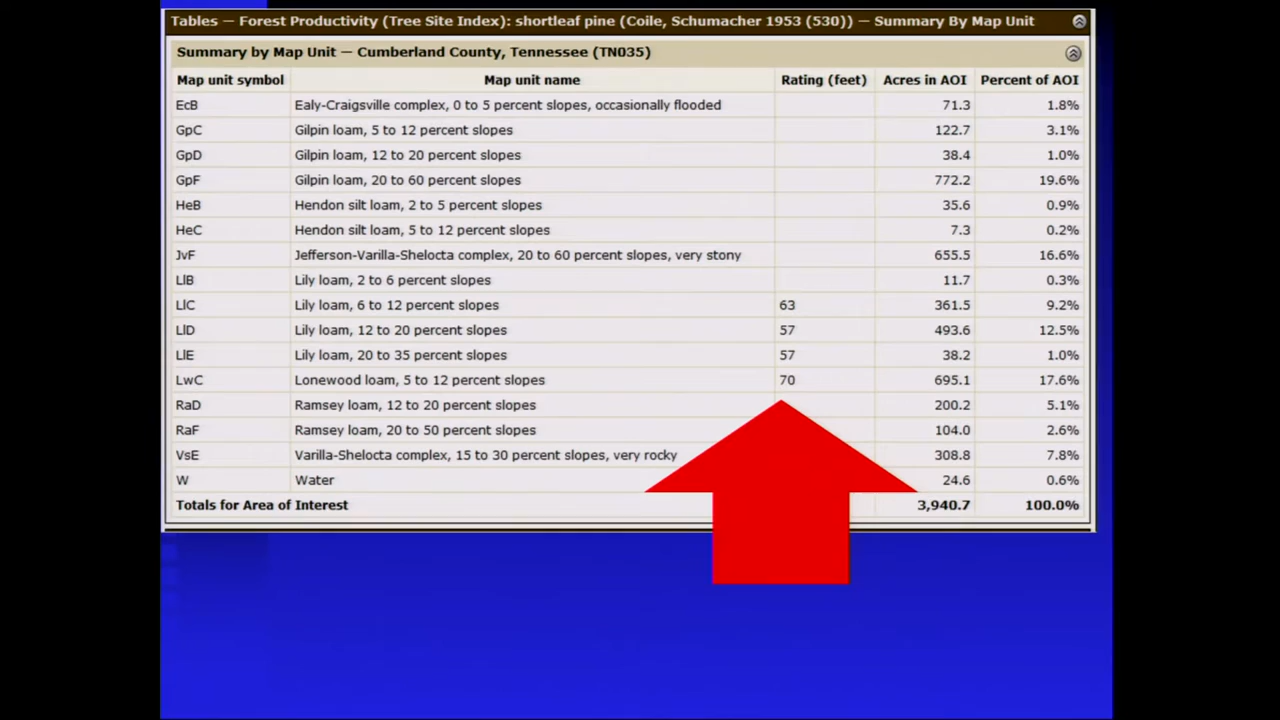 Tables — Forest Productivity (Tree Site Index): shortleaf pine (Coile, Schumacher 1953 (530)) — Summary By Map Unit
Summary by Map Unit — Cumberland County, Tennessee (TN035)
Map unit symbol Map unit name Rating (feet) Acres in AOI Percent of AOI
EcB Ealy-Craigsville complex, 0 to 5 percent slopes, occasionally flooded 71.3 1.8%
GpC Gilpin loam, 5 to 12 percent slopes 122.7 3.1%
GpD Gilpin loam, 12 to 20 percent slopes 38.4 1.0%
GpF Gilpin loam, 20 to 60 percent slopes 772.2 19.6%
HeB Hendon silt loam, 2 to 5 percent slopes 35.6 0.9%
HeC Hendon silt loam, 5 to 12 percent slopes 7.3 0.2%
JvF Jefferson-Varilla-Shelocta complex, 20 to 60 percent slopes, very stony 655.5 16.6%
LlB Lily loam, 2 to 6 percent slopes 11.7 0.3%
LlC Lily loam, 6 to 12 percent slopes 63 361.5 9.2%
LlD Lily loam, 12 to 20 percent slopes 57 493.6 12.5%
LlE Lily loam, 20 to 35 percent slopes 57 38.2 1.0%
LwC Lonewood loam, 5 to 12 percent slopes 70 695.1 17.6%
RaD Ramsey loam, 12 to 20 percent slopes 200.2 5.1%
RaF Ramsey loam, 20 to 50 percent slopes 104.0 2.6%
VsE Varilla-Shelocta complex, 15 to 30 percent slopes, very rocky 308.8 7.8%
W Water 24.6 0.6%
Totals for Area of Interest 3,940.7 100.0%